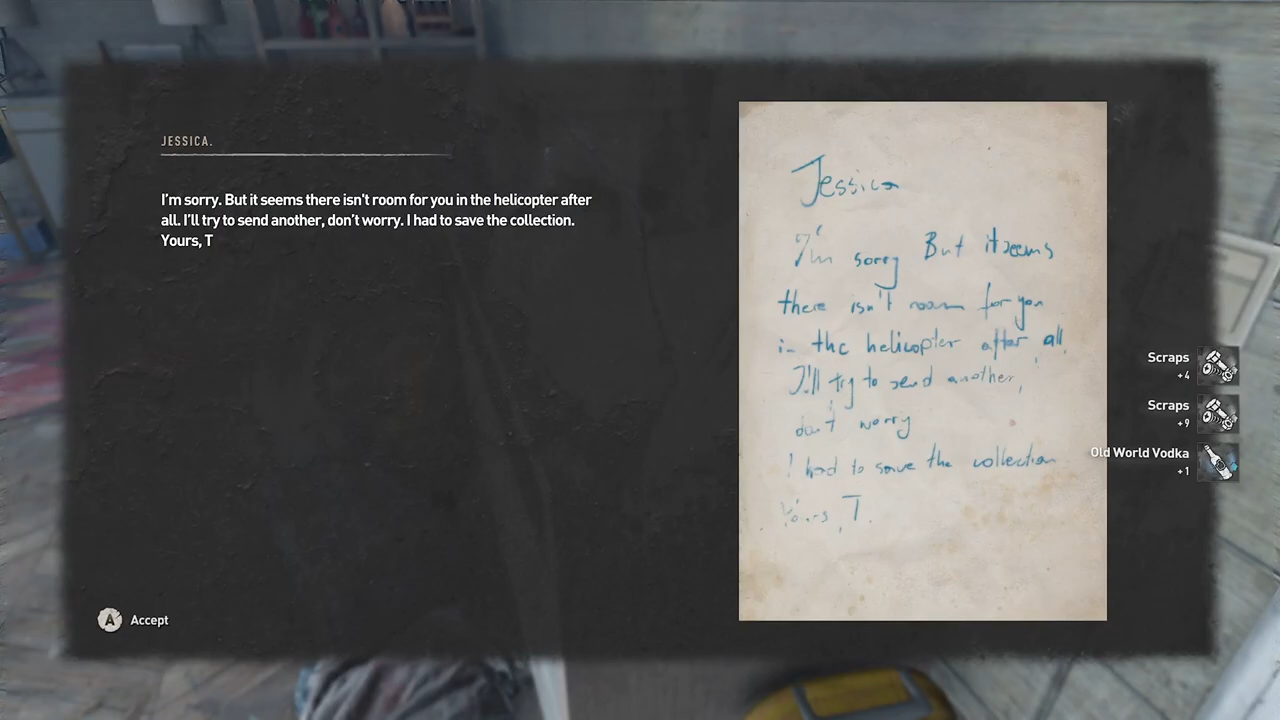 JESSICA.
I'm sorry. But it seems there isn't room for you in the helicopter after
all. I'll try to send another, don't worry. I had to save the collection.
Yours, T
Jessica
I'm sorry But it seems
there isn't room for you
in the helicopter after all.
I'll try to send another,
don't worry
I had to save the collection
Yours, T.
Scraps
+4
Scraps
+9
Old World Vodka
+1
A Accept